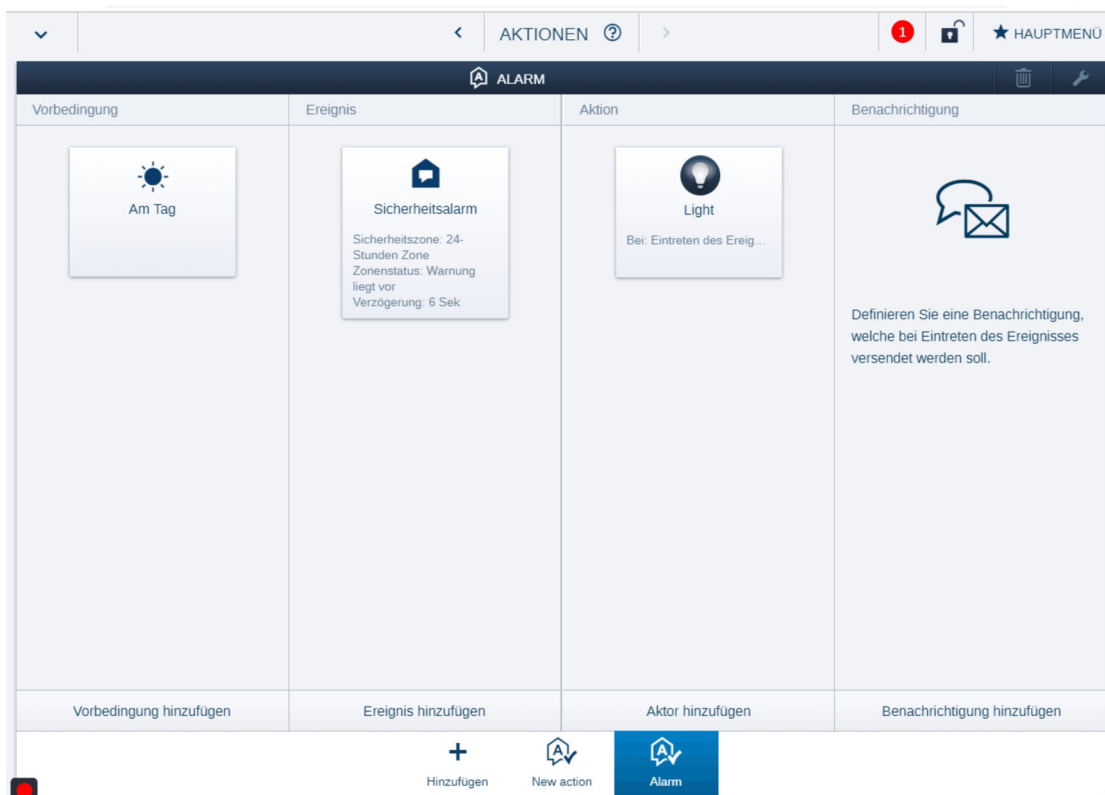 AKTIONEN
1
HAUPTMENÜ
ALARM
Vorbedingung
Ereignis
Aktion
Benachrichtigung
Am Tag
Sicherheitsalarm
Sicherheitszone: 24-
Stunden Zone
Zonenstatus: Warnung
liegt vor
Verzögerung: 6 Sek
Light
Bei: Eintreten des Ereig...
Definieren Sie eine Benachrichtigung,
welche bei Eintreten des Ereignisses
versendet werden soll.
Vorbedingung hinzufügen
Ereignis hinzufügen
Aktor hinzufügen
Benachrichtigung hinzufügen
Hinzufügen
New action
Alarm